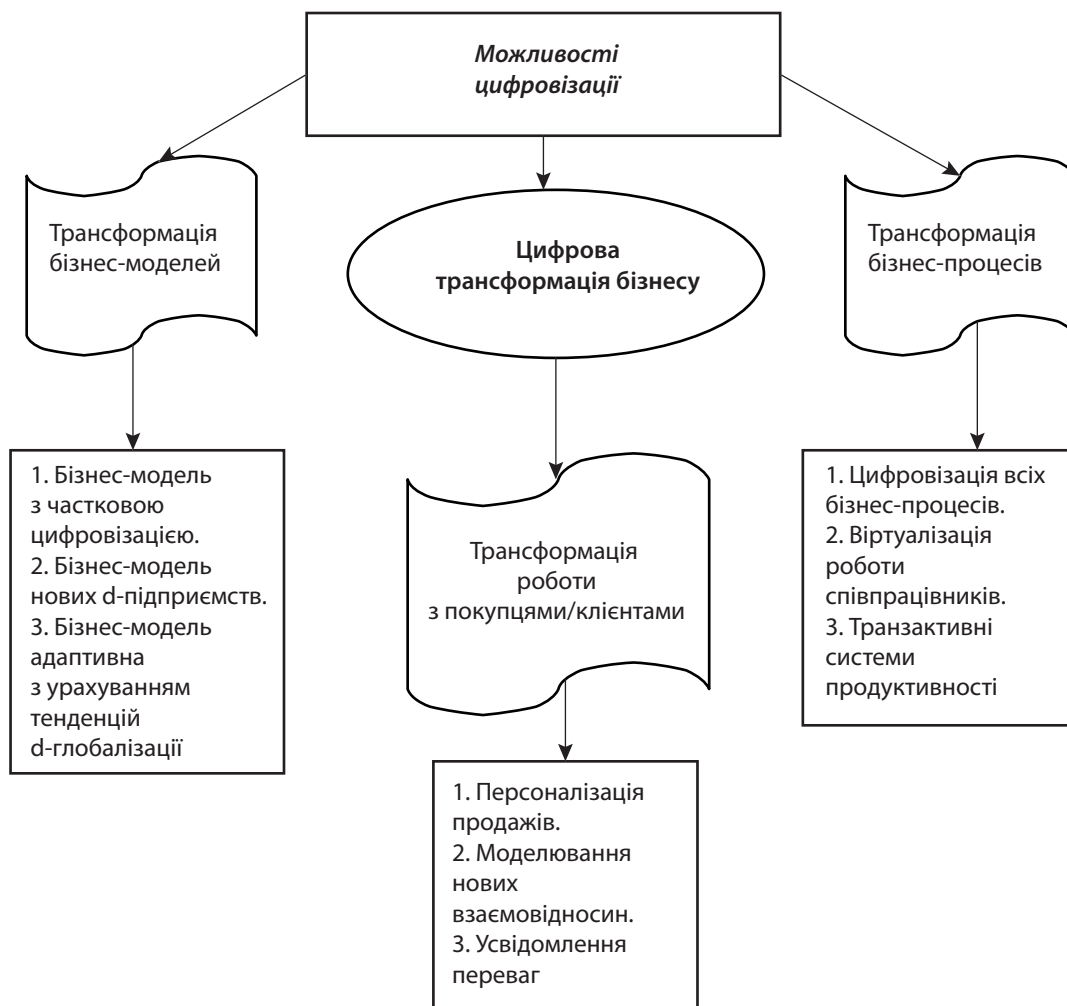 Можливості
цифровізації
Трансформація
бізнес-моделей
Цифрова
трансформація бізнесу
Трансформація
бізнес-процесів
1. Бізнес-модель
з частковою
цифровізацією.
2. Бізнес-модель
нових d-підприємств.
3. Бізнес-модель
адаптивна
з урахуванням
тенденцій
d-глобалізації
Трансформація
роботи
з покупцями/клієнтами
1. Цифровізація всіх
бізнес-процесів.
2. Віртуалізація
роботи
співпрацівників.
3. Транзактивні
системи
продуктивності
1. Персоналізація
продажів.
2. Моделювання
нових
взаємовідносин.
3. Усвідомлення
переваг